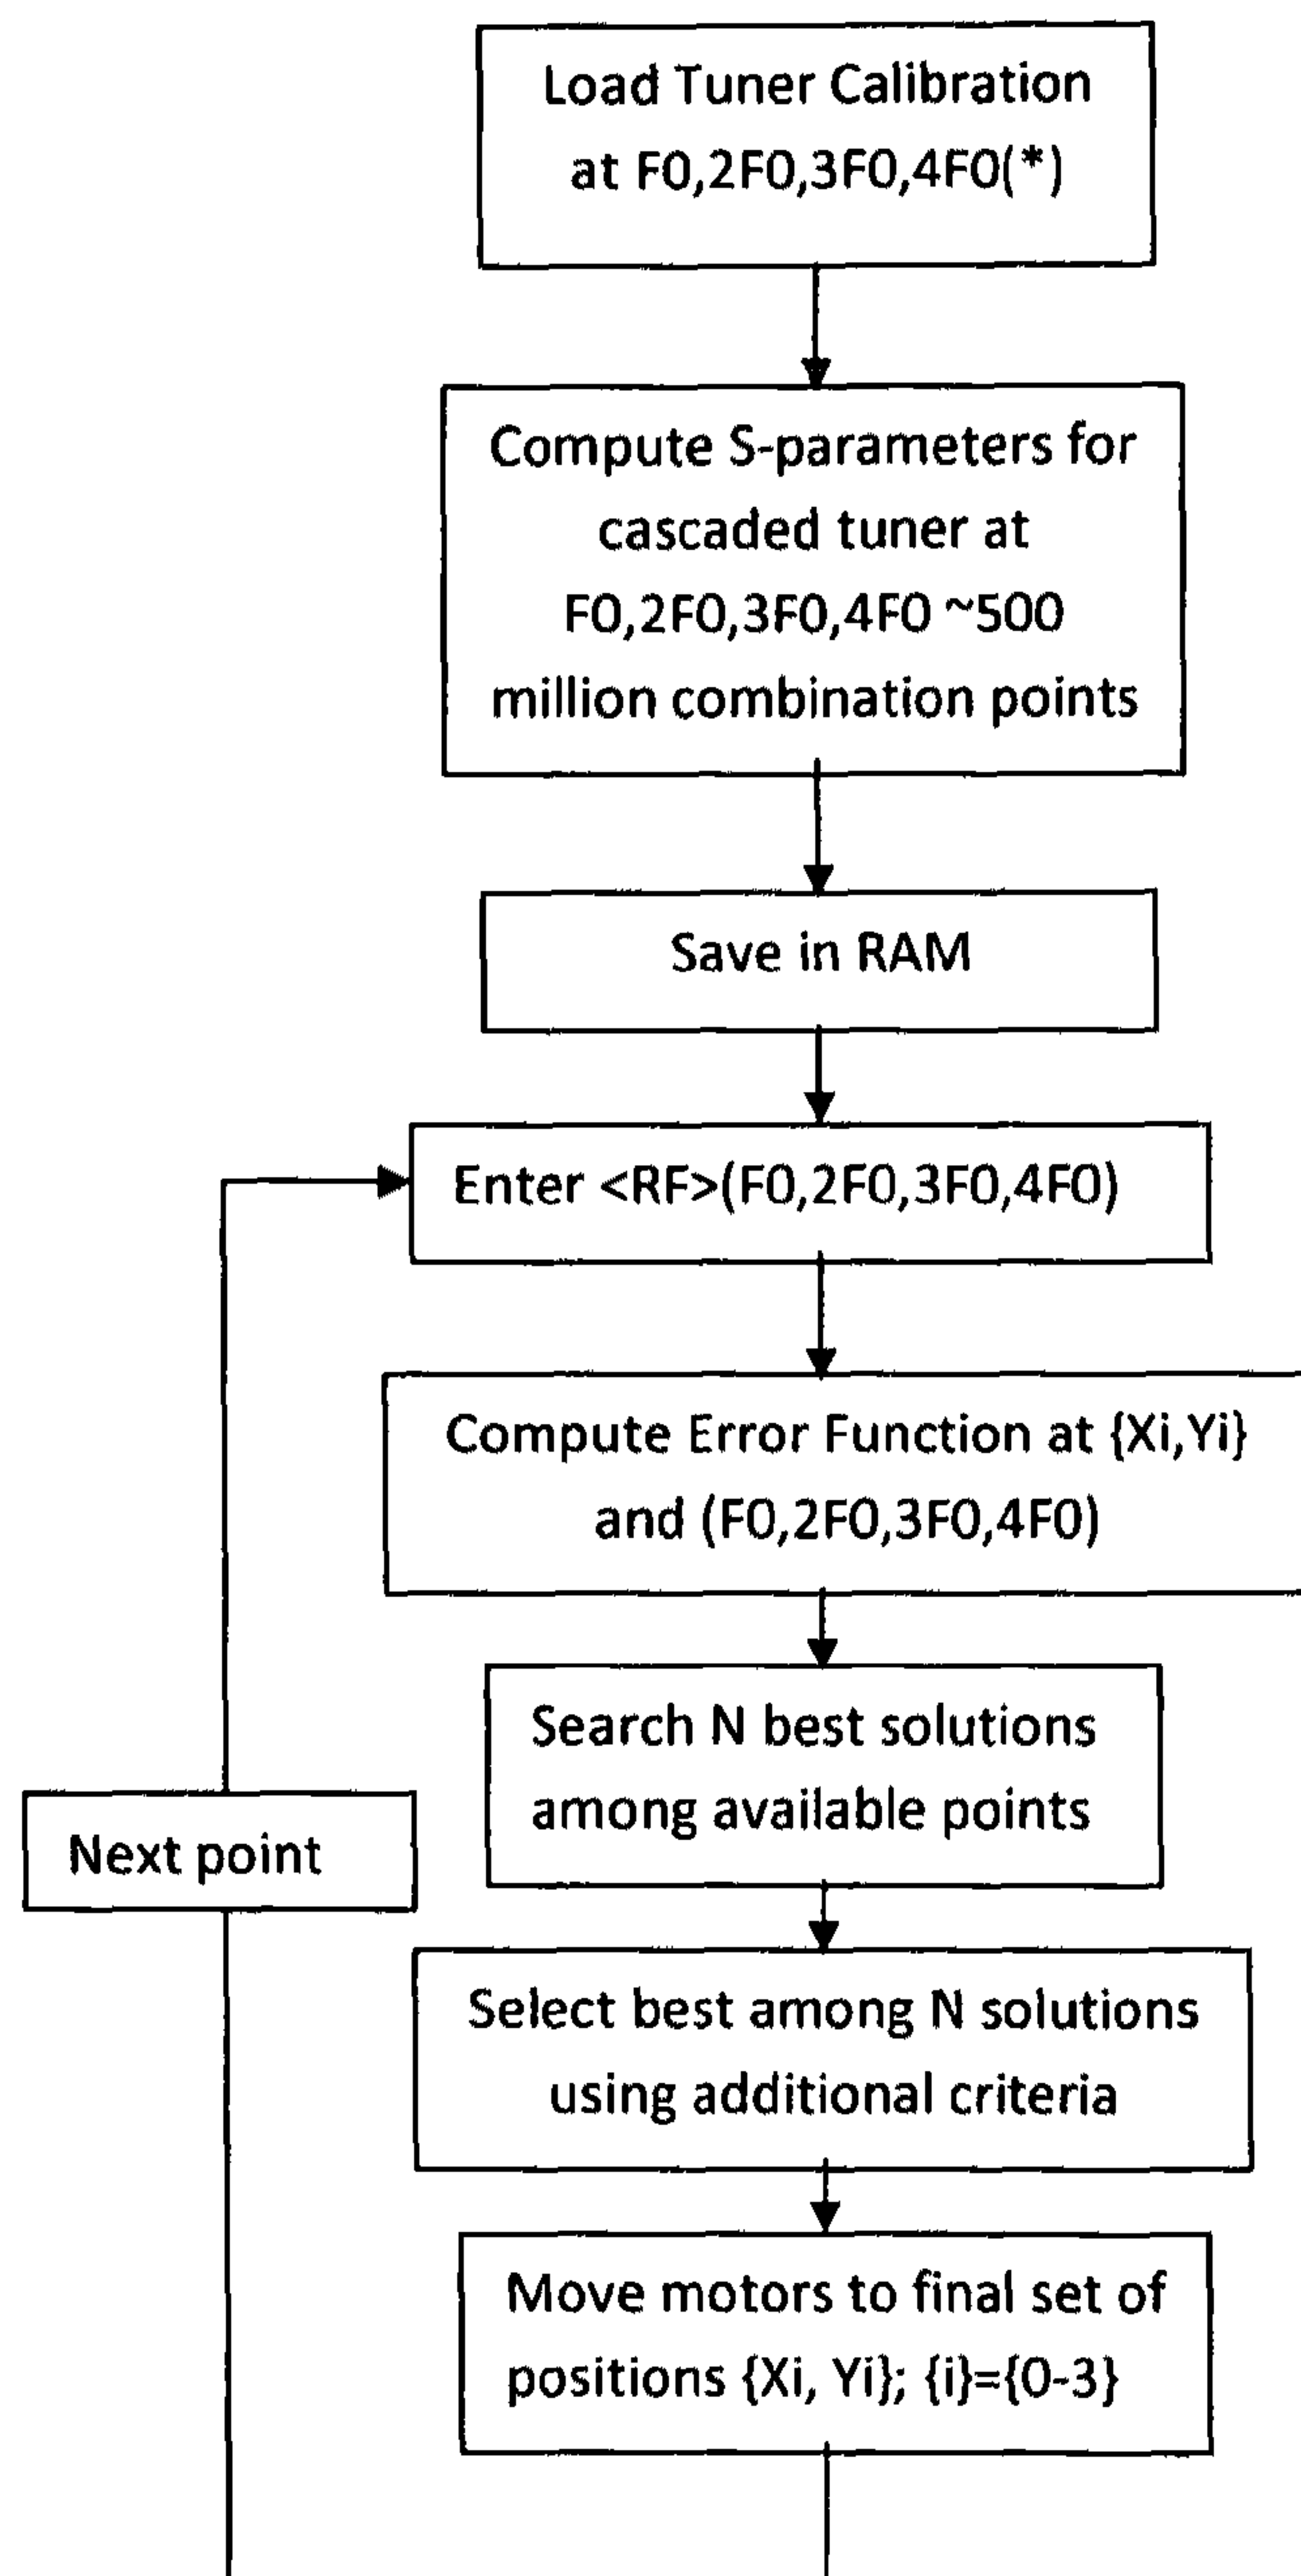 Load Tuner Calibration
at F0,2F0,3F0,4F0(*)
Compute S-parameters for
cascaded tuner at
F0,2F0,3F0,4F0 ~500
million combination points
Save in RAM
Enter <RF>(F0,2F0,3F0,4F0)
Compute Error Function at {Xi,Yi}
and (F0,2F0,3F0,4F0)
Search N best solutions
among available points
Next point
Select best among N solutions
using additional criteria
Move motors to final set of
positions {Xi, Yi}; {i}={0-3}